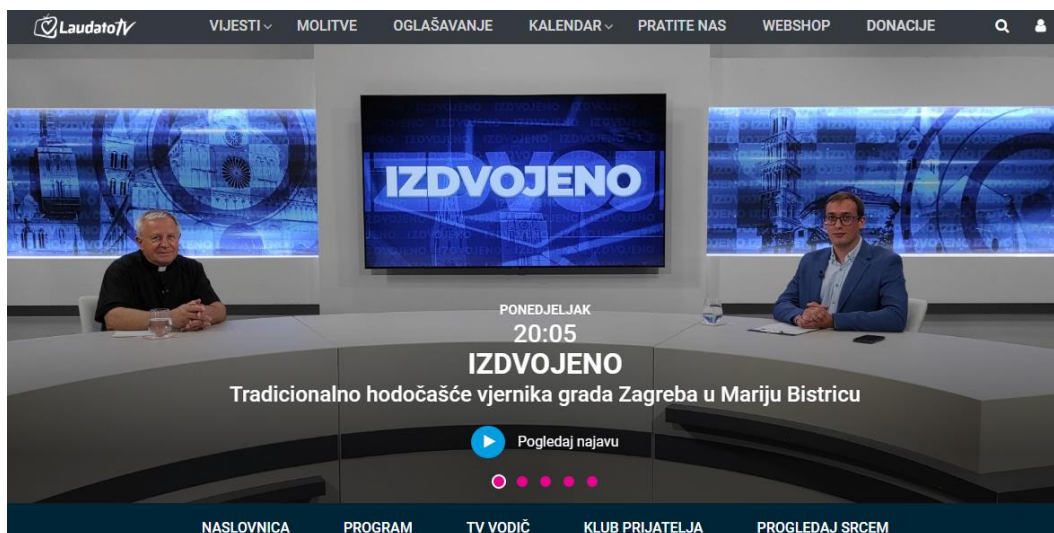 LaudatoTV VIJESTI MOLITVE OGLAŠAVANJE KALENDAR PRATITE NAS WEBSHOP DONACIJE
IZDVOJENO
PONEDJELJAK
20:05
IZDVOJENO
Tradicionalno hodočašće vjernika grada Zagreba u Mariju Bistricu
Pogledaj najavu
NASLOVNICA PROGRAM TV VODIČ KLUB PRIJATELJA PROGLEDAJ SRCEM